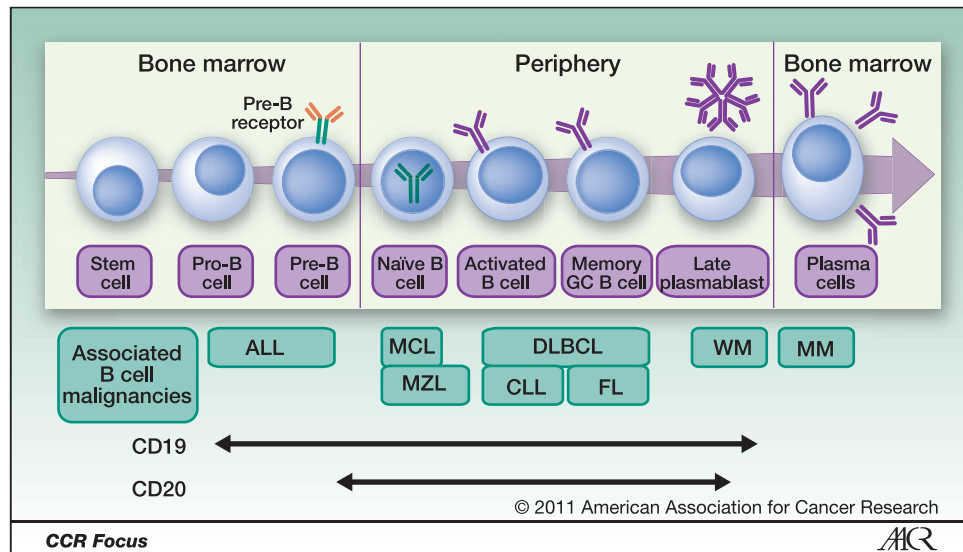 Bone marrow
Periphery
Bone marrow
Pre-B
receptor
Stem
cell
Pro-B
cell
Pre-B
cell
Naïve B
cell
Activated
B cell
Memory
GC B cell
Late
plasmablast
Plasma
cells
Associated
B cell
malignancies
ALL
MCL
MZL
DLBCL
CLL
FL
WM
MM
CD19
CD20
© 2011 American Association for Cancer Research
CCR Focus
AACR